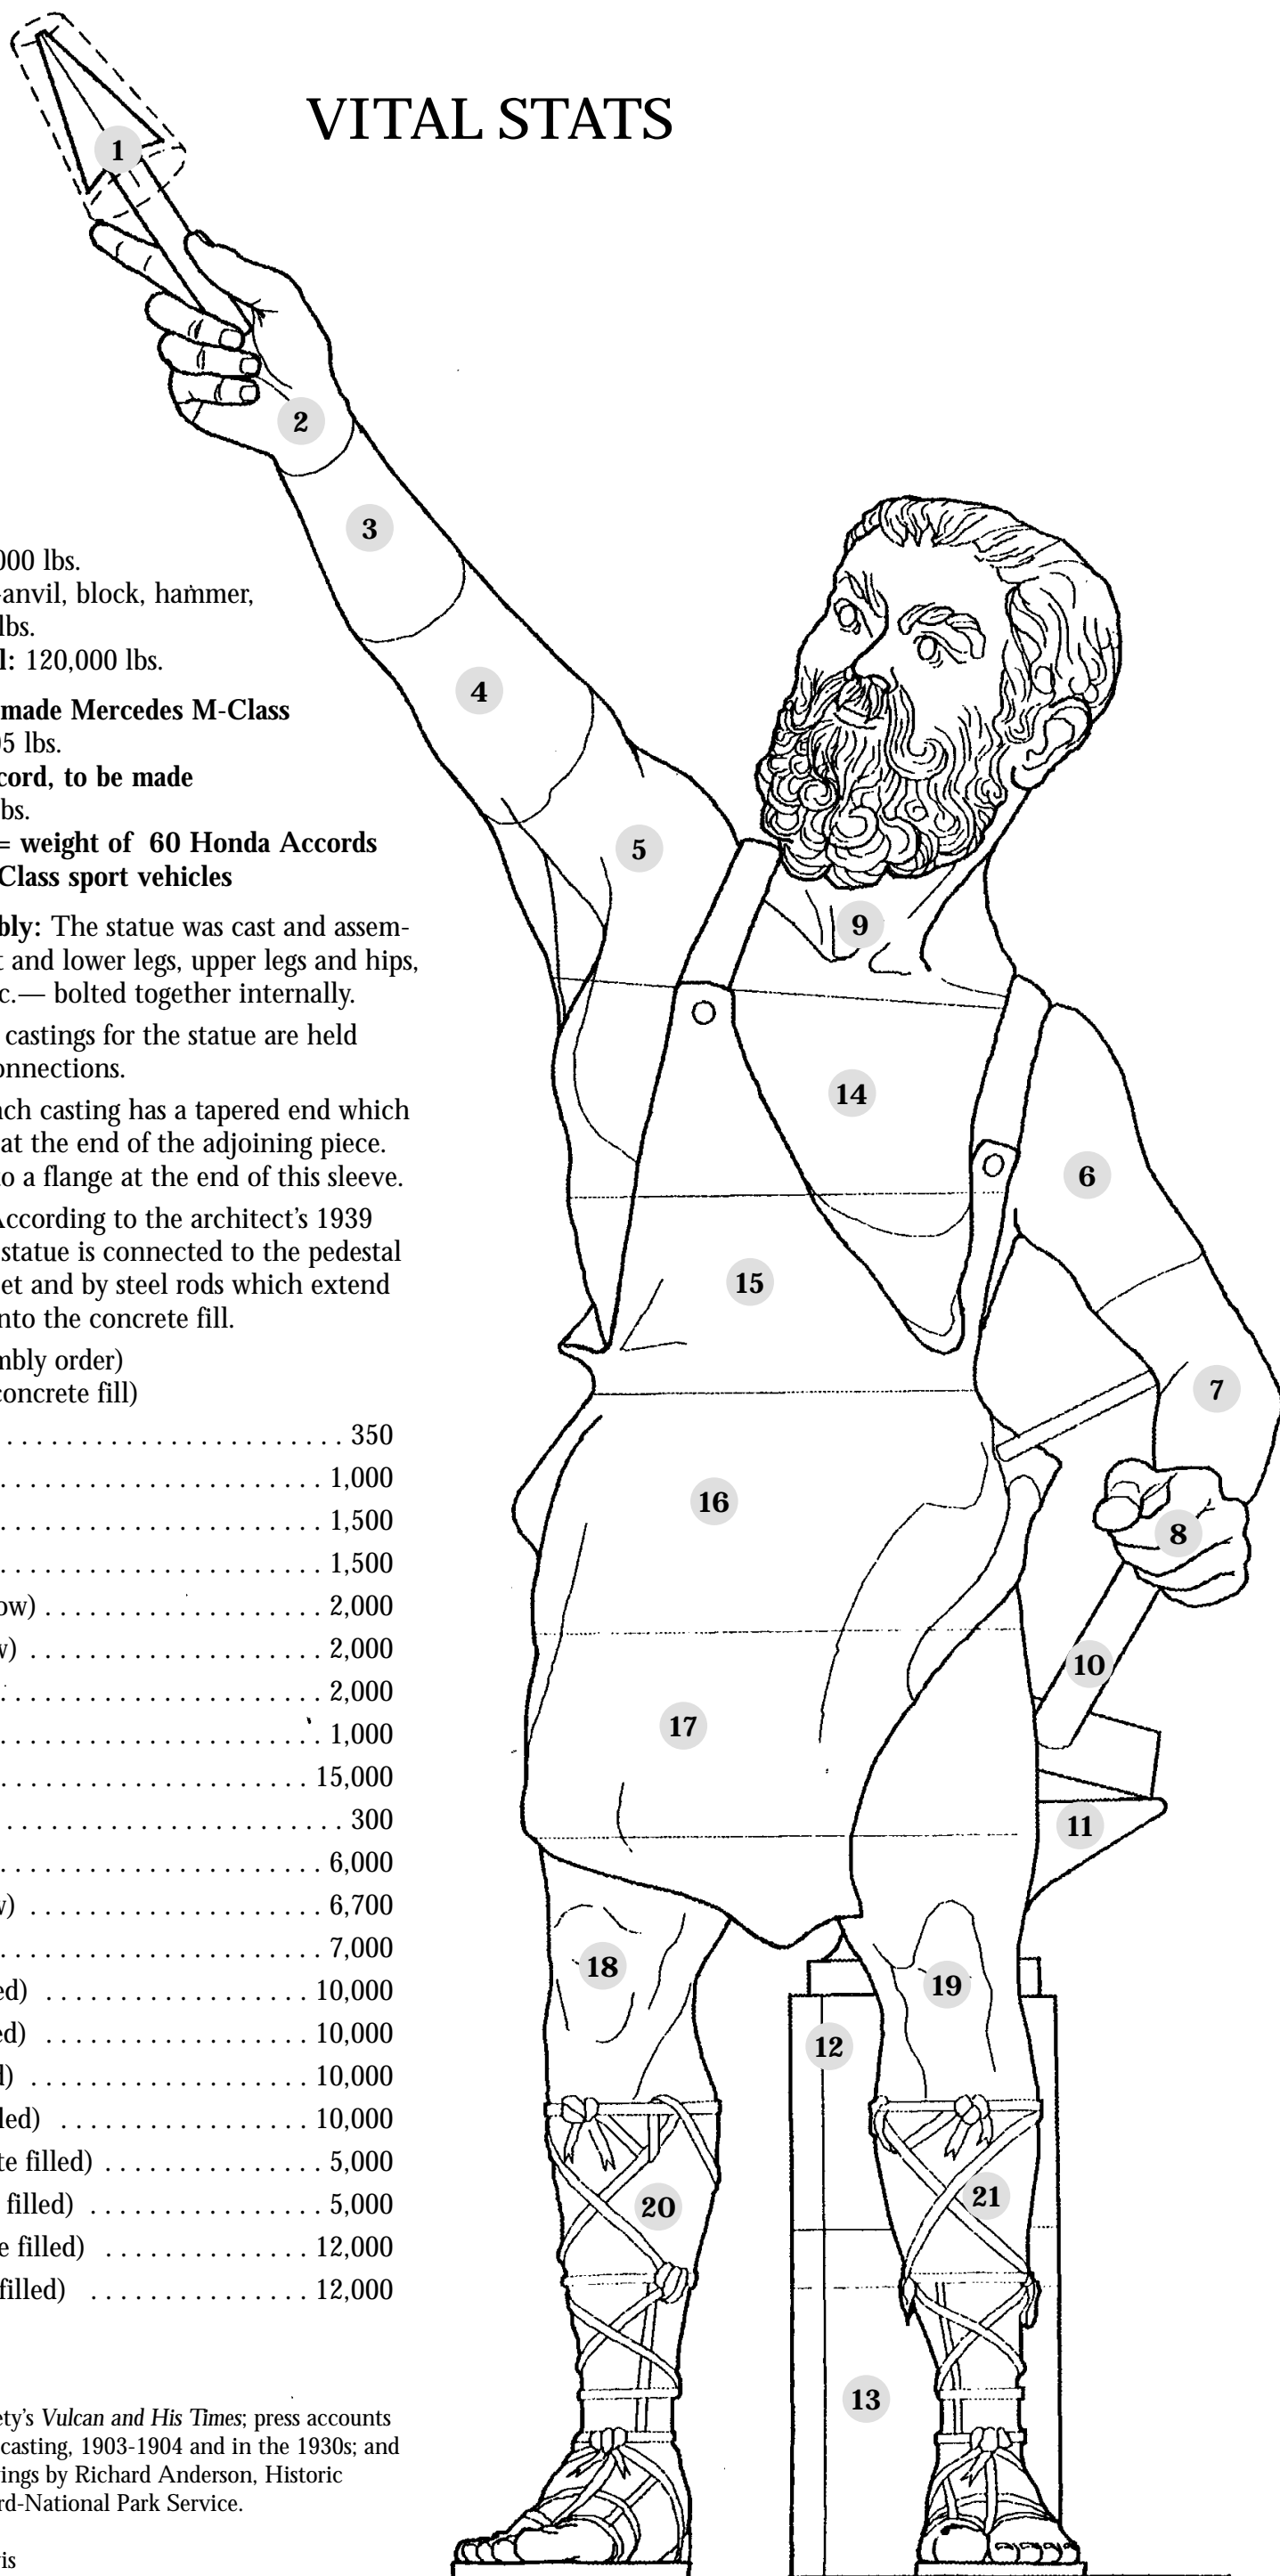 VITAL STATS
000 lbs.
-anvil, block, hammer,
lbs.
l: 120,000 lbs.
made Mercedes M-Class
5 lbs.
cord, to be made
bs.
= weight of 60 Honda Accords
Class sport vehicles
bly: The statue was cast and assem-
t and lower legs, upper legs and hips,
c.— bolted together internally.
castings for the statue are held
onnections.
ach casting has a tapered end which
at the end of the adjoining piece.
to a flange at the end of this sleeve.
According to the architect's 1939
statue is connected to the pedestal
et and by steel rods which extend
nto the concrete fill.
mbly order)
concrete fill)
. . . . . . . . . . . . . . . . . . . . . . . 350
. . . . . . . . . . . . . . . . . . . . . . 1,000
. . . . . . . . . . . . . . . . . . . . . . 1,500
. . . . . . . . . . . . . . . . . . . . . . 1,500
ow) . . . . . . . . . . . . . . . . . . . 2,000
w) . . . . . . . . . . . . . . . . . . . . 2,000
. . . . . . . . . . . . . . . . . . . . . . 2,000
. . . . . . . . . . . . . . . . . . . . . . 1,000
. . . . . . . . . . . . . . . . . . . . . 15,000
. . . . . . . . . . . . . . . . . . . . . . . 300
. . . . . . . . . . . . . . . . . . . . . . 6,000
w) . . . . . . . . . . . . . . . . . . . . 6,700
. . . . . . . . . . . . . . . . . . . . . . 7,000
ed) . . . . . . . . . . . . . . . . . . 10,000
ed) . . . . . . . . . . . . . . . . . . 10,000
d) . . . . . . . . . . . . . . . . . . . 10,000
led) . . . . . . . . . . . . . . . . . 10,000
te filled) . . . . . . . . . . . . . . . 5,000
filled) . . . . . . . . . . . . . . . . 5,000
e filled) . . . . . . . . . . . . . . 12,000
filled) . . . . . . . . . . . . . . . 12,000
ety's Vulcan and His Times; press accounts
casting, 1903-1904 and in the 1930s; and
ings by Richard Anderson, Historic
rd-National Park Service.
vis
1
2
3
4
5
9
14
6
15
7
16
8
10
17
11
18
19
12
20
21
13